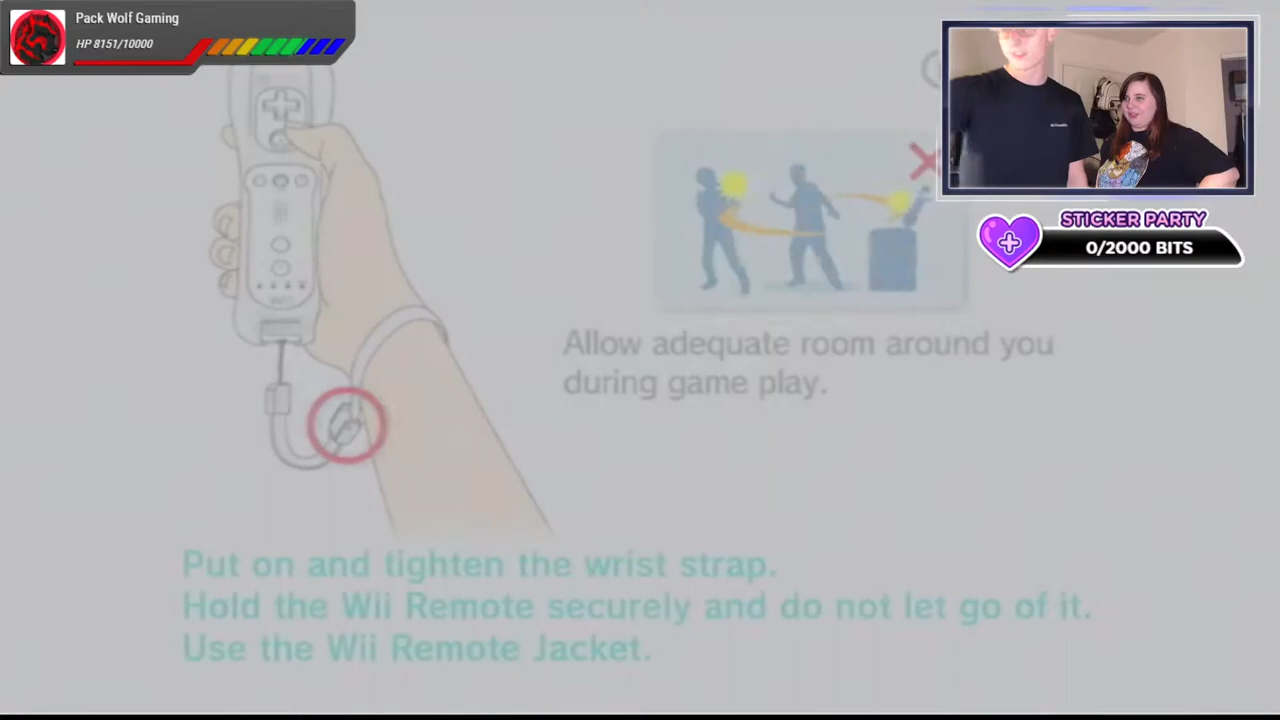 Pack Wolf Gaming
HP 8151/10000
STICKER PARTY
0/2000 BITS
Wii
Allow adequate room around you
during game play.
Put on and tighten the wrist strap.
Hold the Wii Remote securely and do not let go of it.
Use the Wii Remote Jacket.